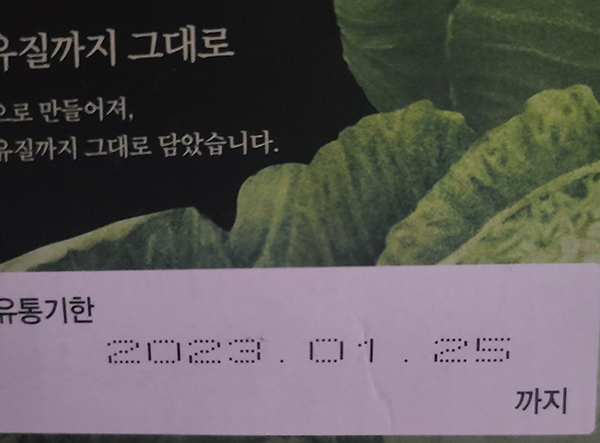 유질까지 그대로
으로 만들어져,
유질까지 그대로 담았습니다.
유통기한
2023.01.25
까지